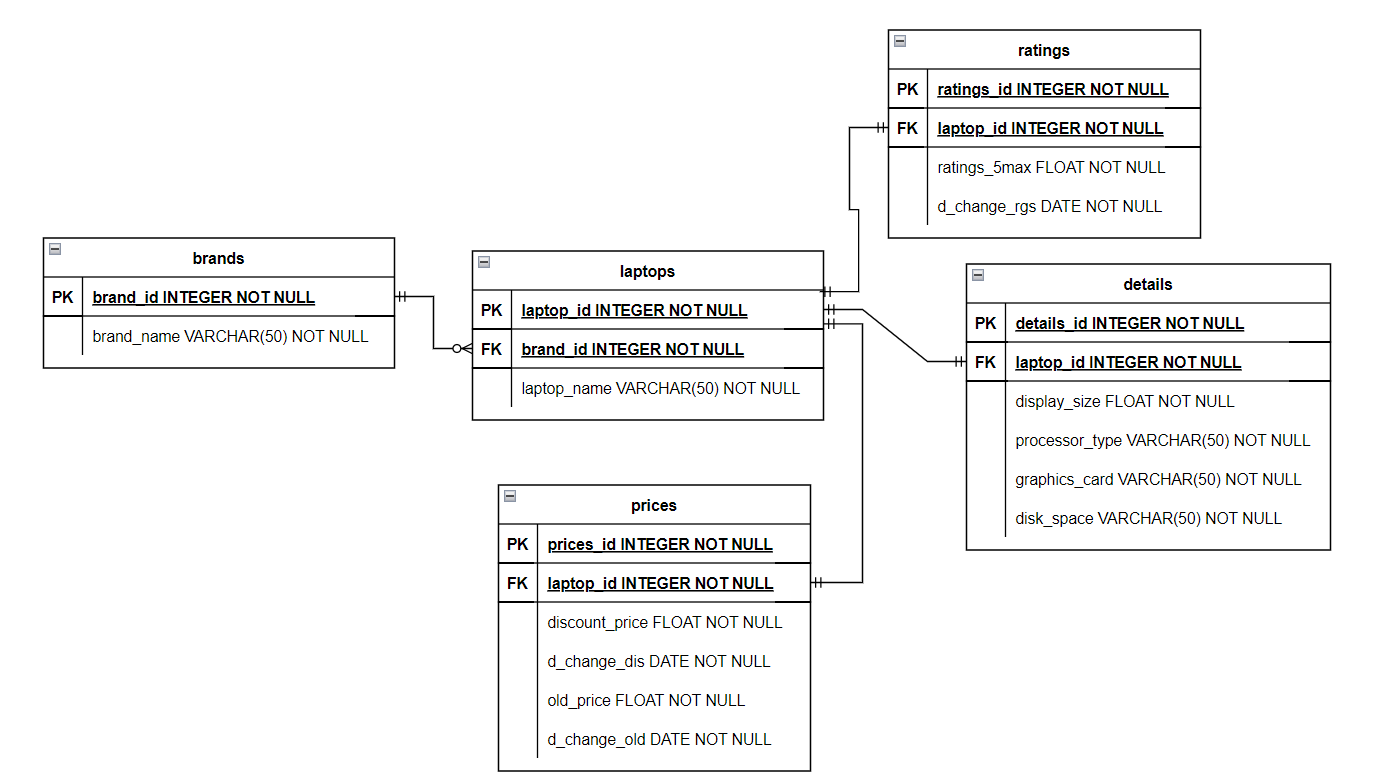 ratings
PK ratings_id INTEGER NOT NULL
FK laptop_id INTEGER NOT NULL
ratings_5max FLOAT NOT NULL
d_change_rgs DATE NOT NULL
brands
PK brand_id INTEGER NOT NULL
brand_name VARCHAR(50) NOT NULL
laptops
PK laptop_id INTEGER NOT NULL
FK brand_id INTEGER NOT NULL
laptop_name VARCHAR(50) NOT NULL
details
PK details_id INTEGER NOT NULL
FK laptop_id INTEGER NOT NULL
display_size FLOAT NOT NULL
processor_type VARCHAR(50) NOT NULL
graphics_card VARCHAR(50) NOT NULL
disk_space VARCHAR(50) NOT NULL
prices
PK prices_id INTEGER NOT NULL
FK laptop_id INTEGER NOT NULL
discount_price FLOAT NOT NULL
d_change_dis DATE NOT NULL
old_price FLOAT NOT NULL
d_change_old DATE NOT NULL